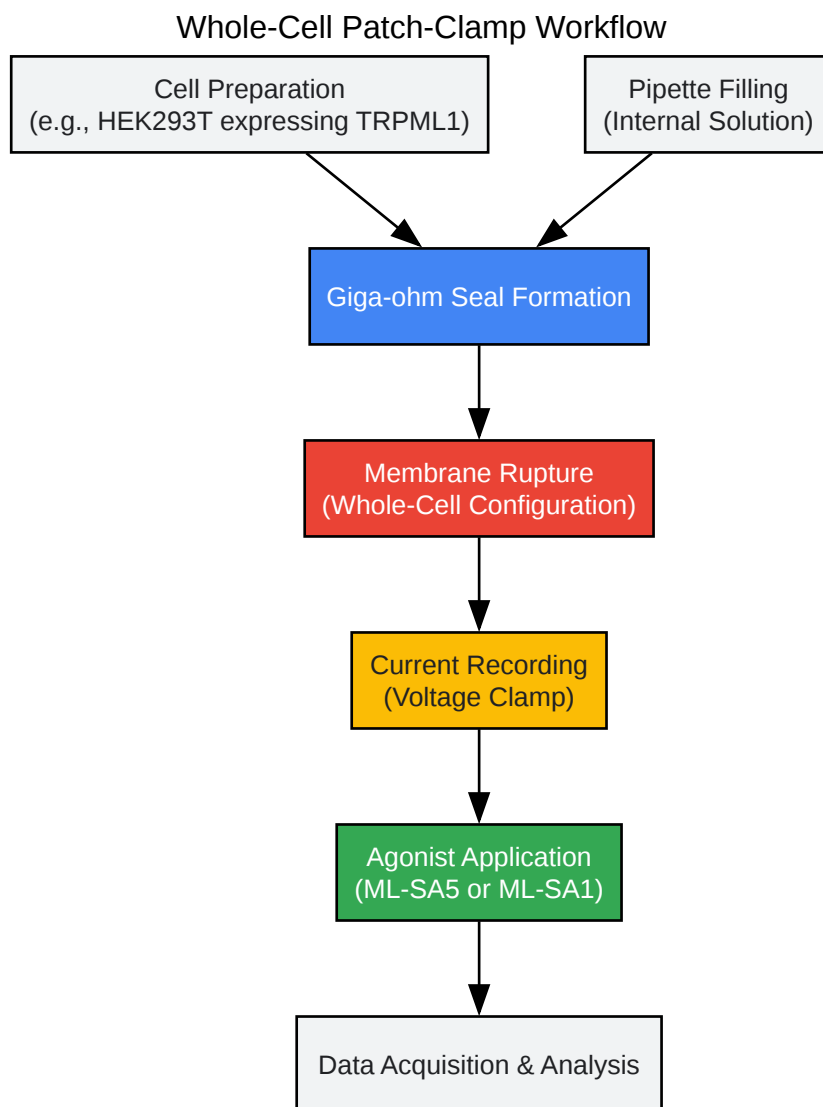 Whole-Cell Patch-Clamp Workflow
Cell Preparation
(e.g., HEK293T expressing TRPML1)
Pipette Filling
(Internal Solution)
Giga-ohm Seal Formation
Membrane Rupture
(Whole-Cell Configuration)
Current Recording
(Voltage Clamp)
Agonist Application
(ML-SA5 or ML-SA1)
Data Acquisition & Analysis